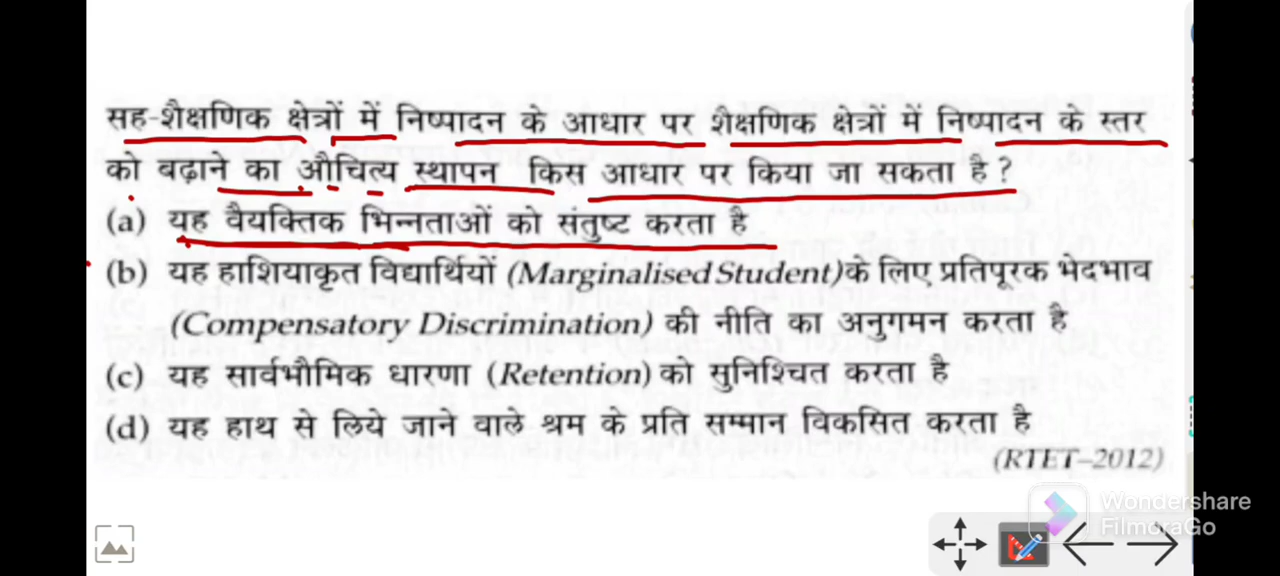 सह-शैक्षणिक क्षेत्रों में निष्पादन के आधार पर शैक्षणिक क्षेत्रों में निष्पादन के स्तर
को बढ़ाने का औचित्य स्थापन किस आधार पर किया जा सकता है ?
(a) यह वैयक्तिक भिन्नताओं को संतुष्ट करता है
(b) यह हाशियाकृत विद्यार्थियों (Marginalised Student)के लिए प्रतिपूरक भेदभाव
(Compensatory Discrimination) की नीति का अनुगमन करता है
(c) यह सार्वभौमिक धारणा (Retention) को सुनिश्चित करता है
(d) यह हाथ से लिये जाने वाले श्रम के प्रति सम्मान विकसित करता है
(RTET–2012)
Wondershare
FilmoraGo